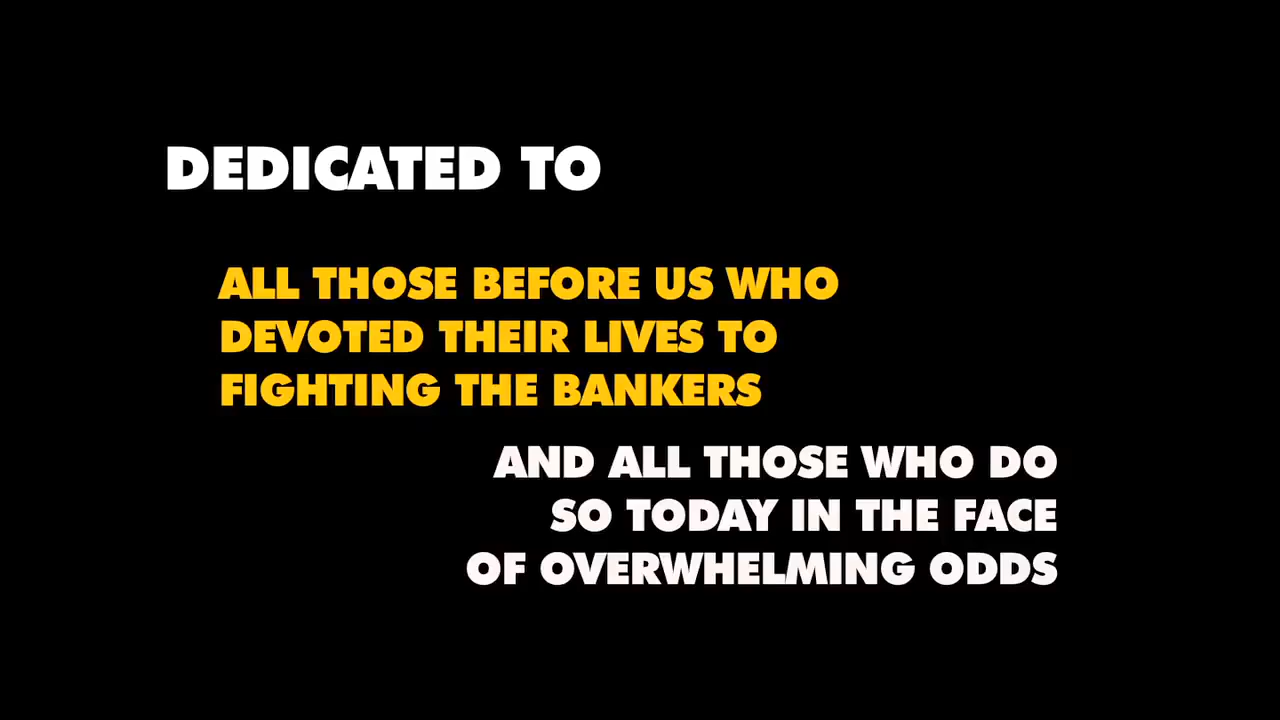 DEDICATED TO
ALL THOSE BEFORE US WHO
DEVOTED THEIR LIVES TO
FIGHTING THE BANKERS
AND ALL THOSE WHO DO
SO TODAY IN THE FACE
OF OVERWHELMING ODDS